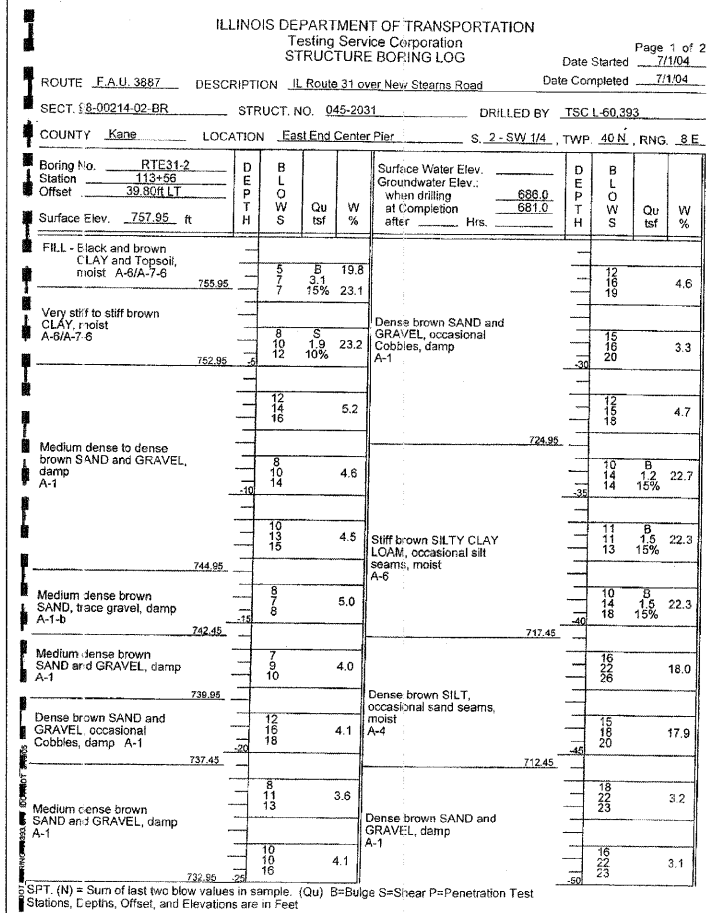 ILLINOIS DEPARTMENT OF TRANSPORTATION
Testing Service Corporation
STRUCTURE BORING LOG
Page 1 of 2
Date Started 7/1/04
ROUTE F.A.U. 3887 DESCRIPTION IL Route 31 over New Stearns Road Date Completed 7/1/04
SECT. 98-00214-02-BR STRUCT. NO. 045-2031 DRILLED BY TSC L-60,393
COUNTY Kane LOCATION East End Center Pier S. 2 - SW 1/4 , TWP. 40 N , RNG. 8 E
Boring No. RTE31-2
Station 113+56
Offset 39.80ft LT
Surface Elev. 757.95 ft
DEPTH BLOWS Qu tsf W %
FILL - Black and brown
CLAY and Topsoil,
moist A-6/A-7-6
755.95
5 B 19.8
7 3.1
7 15% 23.1
Very stiff to stiff brown
CLAY, moist
A-6/A-7-6
8 S
10 1.9 23.2
12 10%
752.95 -5
12
14 5.2
16
Medium dense to dense
brown SAND and GRAVEL,
damp
A-1
8
10 4.6
14
-10
10
13 4.5
15
744.95
Medium dense brown
SAND, trace gravel, damp
A-1-b
8
7 5.0
8
-15
742.45
Medium dense brown
SAND and GRAVEL, damp
A-1
7
9 4.0
10
739.95
Dense brown SAND and
GRAVEL, occasional
Cobbles, damp A-1
12
16 4.1
18
-20
737.45
8
11 3.6
13
Medium dense brown
SAND and GRAVEL, damp
A-1
10
10 4.1
16
732.95 -25
Surface Water Elev.
Groundwater Elev.:
when drilling 686.0
at Completion 681.0
after Hrs.
DEPTH BLOWS Qu tsf W %
12
16 4.6
19
Dense brown SAND and
GRAVEL, occasional
Cobbles, damp
A-1
15
16 3.3
20
-30
12
15 4.7
18
724.95
10 B
14 1.2 22.7
14 15%
-35
Stiff brown SILTY CLAY
LOAM, occasional silt
seams, moist
A-6
11 B
11 1.5 22.3
13 15%
10 B
14 1.5 22.3
18 15%
-40
717.45
16
22 18.0
26
Dense brown SILT,
occasional sand seams,
moist
A-4
15
18 17.9
20
-45
712.45
18
22 3.2
23
Dense brown SAND and
GRAVEL, damp
A-1
16
22 3.1
23
-50
SPT. (N) = Sum of last two blow values in sample. (Qu) B=Bulge S=Shear P=Penetration Test
Stations, Depths, Offset, and Elevations are in Feet